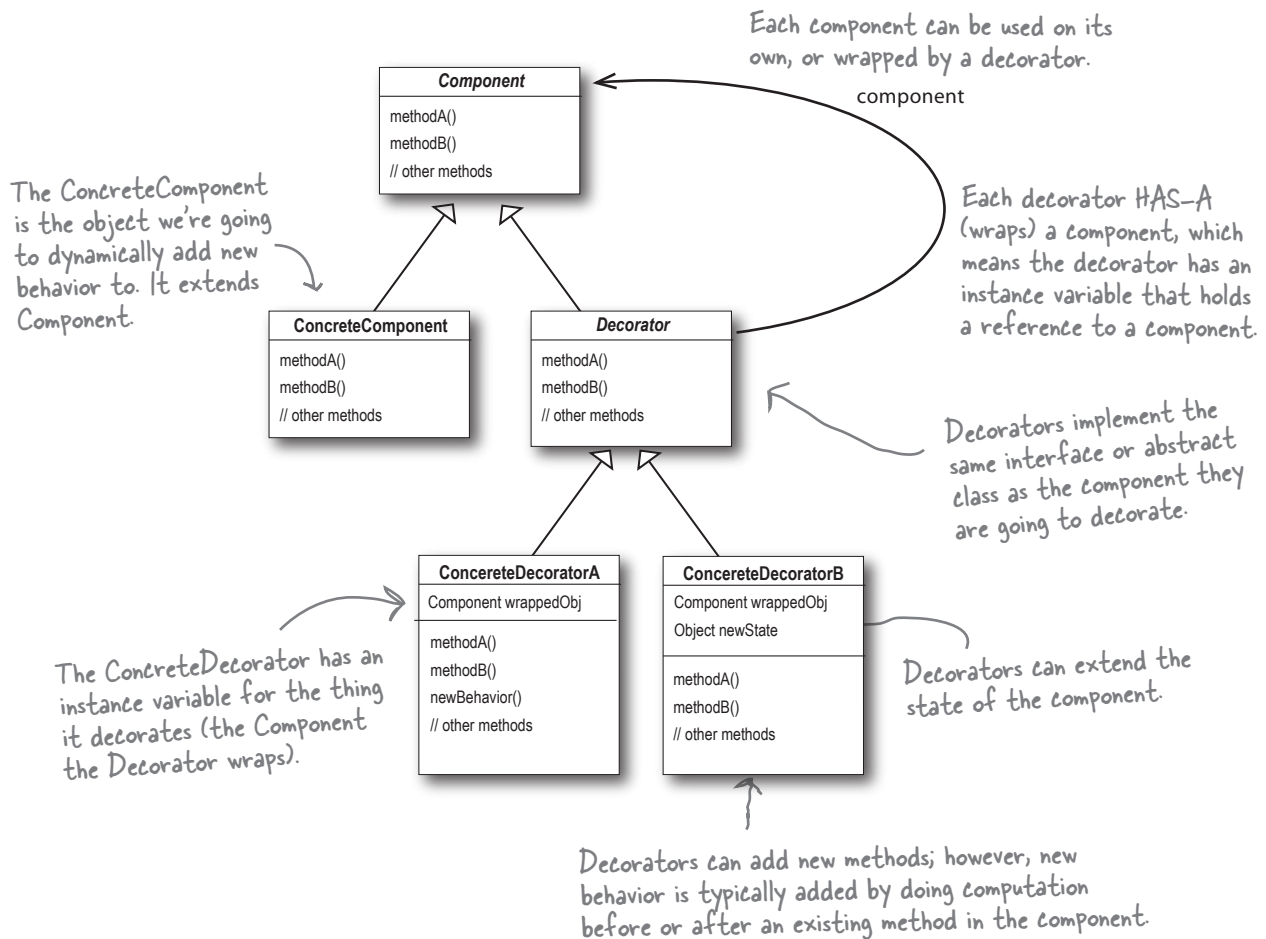 Each component can be used on its
own, or wrapped by a decorator.
component
Component
methodA()
methodB()
// other methods
The ConcreteComponent
is the object we're going
to dynamically add new
behavior to. It extends
Component.
Each decorator HAS-A
(wraps) a component, which
means the decorator has an
instance variable that holds
a reference to a component.
ConcreteComponent
methodA()
methodB()
// other methods
Decorator
methodA()
methodB()
// other methods
Decorators implement the
same interface or abstract
class as the component they
are going to decorate.
ConcereteDecoratorA
Component wrappedObj
methodA()
methodB()
newBehavior()
// other methods
ConcereteDecoratorB
Component wrappedObj
Object newState
methodA()
methodB()
// other methods
The ConcreteDecorator has an
instance variable for the thing
it decorates (the Component
the Decorator wraps).
Decorators can extend the
state of the component.
Decorators can add new methods; however, new
behavior is typically added by doing computation
before or after an existing method in the component.